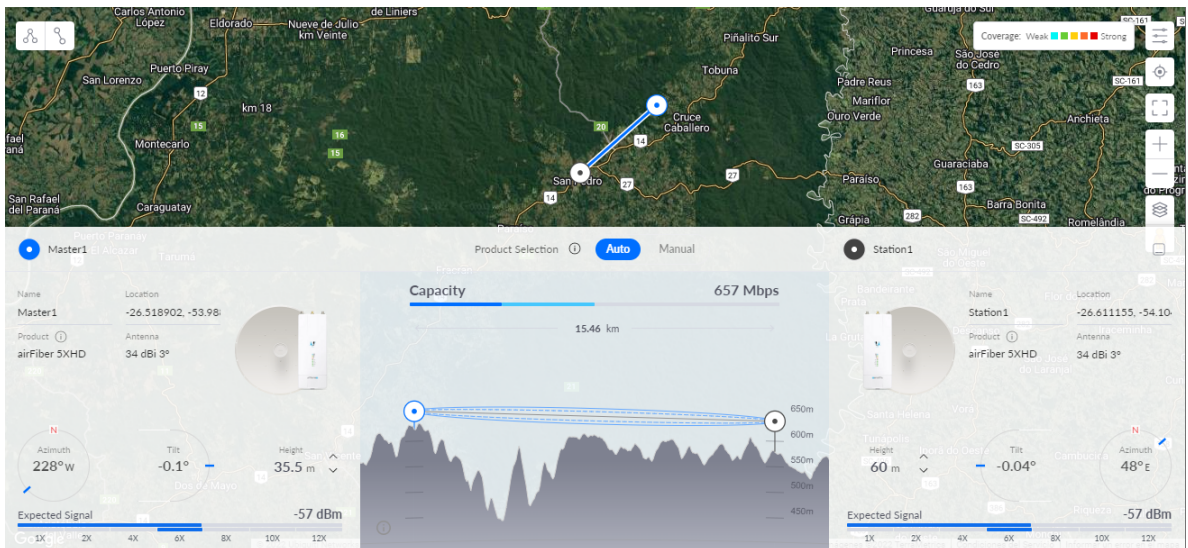 Carlos Antonio
López
Eldorado
Nueve de Julio
km Veinte
de Liniers
Piñalito Sur
Guarujá do Sul
SC-161
Coverage: Weak Strong
Princesa
São José
do Cedro
Puerto Piray
San Lorenzo
Tobuna
Padre Reus
163
SC-161
12
km 18
Mariflor
Ouro Verde
Cruce
Caballero
Anchieta
15
16
20
14
Montecarlo
15
SC-305
Guaraciaba
San Pedro
27
27
Paraíso
163
San Rafael
del Paraná
Caraguatay
14
Barra Bonita
282
SC-492
Grápia
Romelândia
Master1
Product Selection
Auto
Manual
Station1
Name
Location
Master1
-26.518902, -53.98
Product
Antenna
airFiber 5XHD
34 dBi 3°
Capacity
657 Mbps
15.46 km
Name
Location
Station1
-26.611155, -54.10
Product
Antenna
airFiber 5XHD
34 dBi 3°
650m
600m
550m
500m
450m
N
Azimuth
228° W
Tilt
-0.1°
Height
35.5 m
Height
60 m
Tilt
-0.04°
N
Azimuth
48° E
Expected Signal
-57 dBm
1X 2X 4X 6X 8X 10X 12X
Expected Signal
-57 dBm
1X 2X 4X 6X 8X 10X 12X
Google